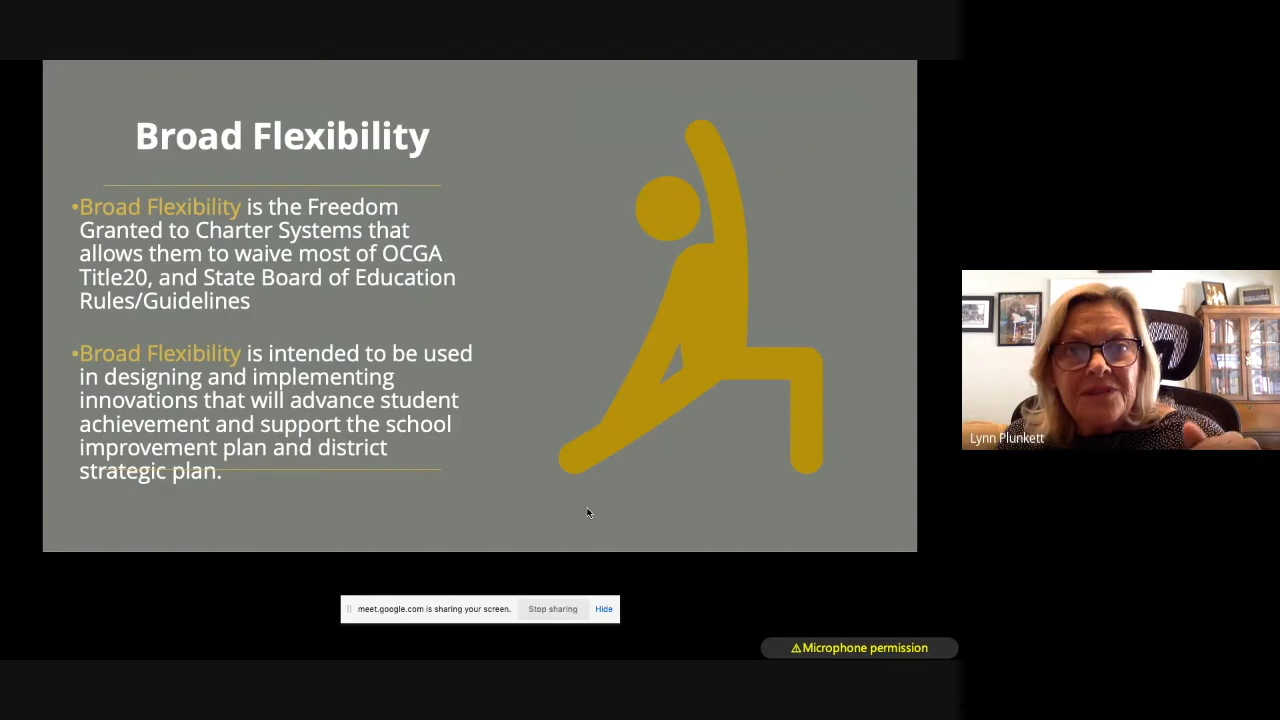 Broad Flexibility
•Broad Flexibility is the Freedom
Granted to Charter Systems that
allows them to waive most of OCGA
Title20, and State Board of Education
Rules/Guidelines
•Broad Flexibility is intended to be used
in designing and implementing
innovations that will advance student
achievement and support the school
improvement plan and district
strategic plan.
Lynn Plunkett
meet.google.com is sharing your screen. Stop sharing Hide
⚠Microphone permission